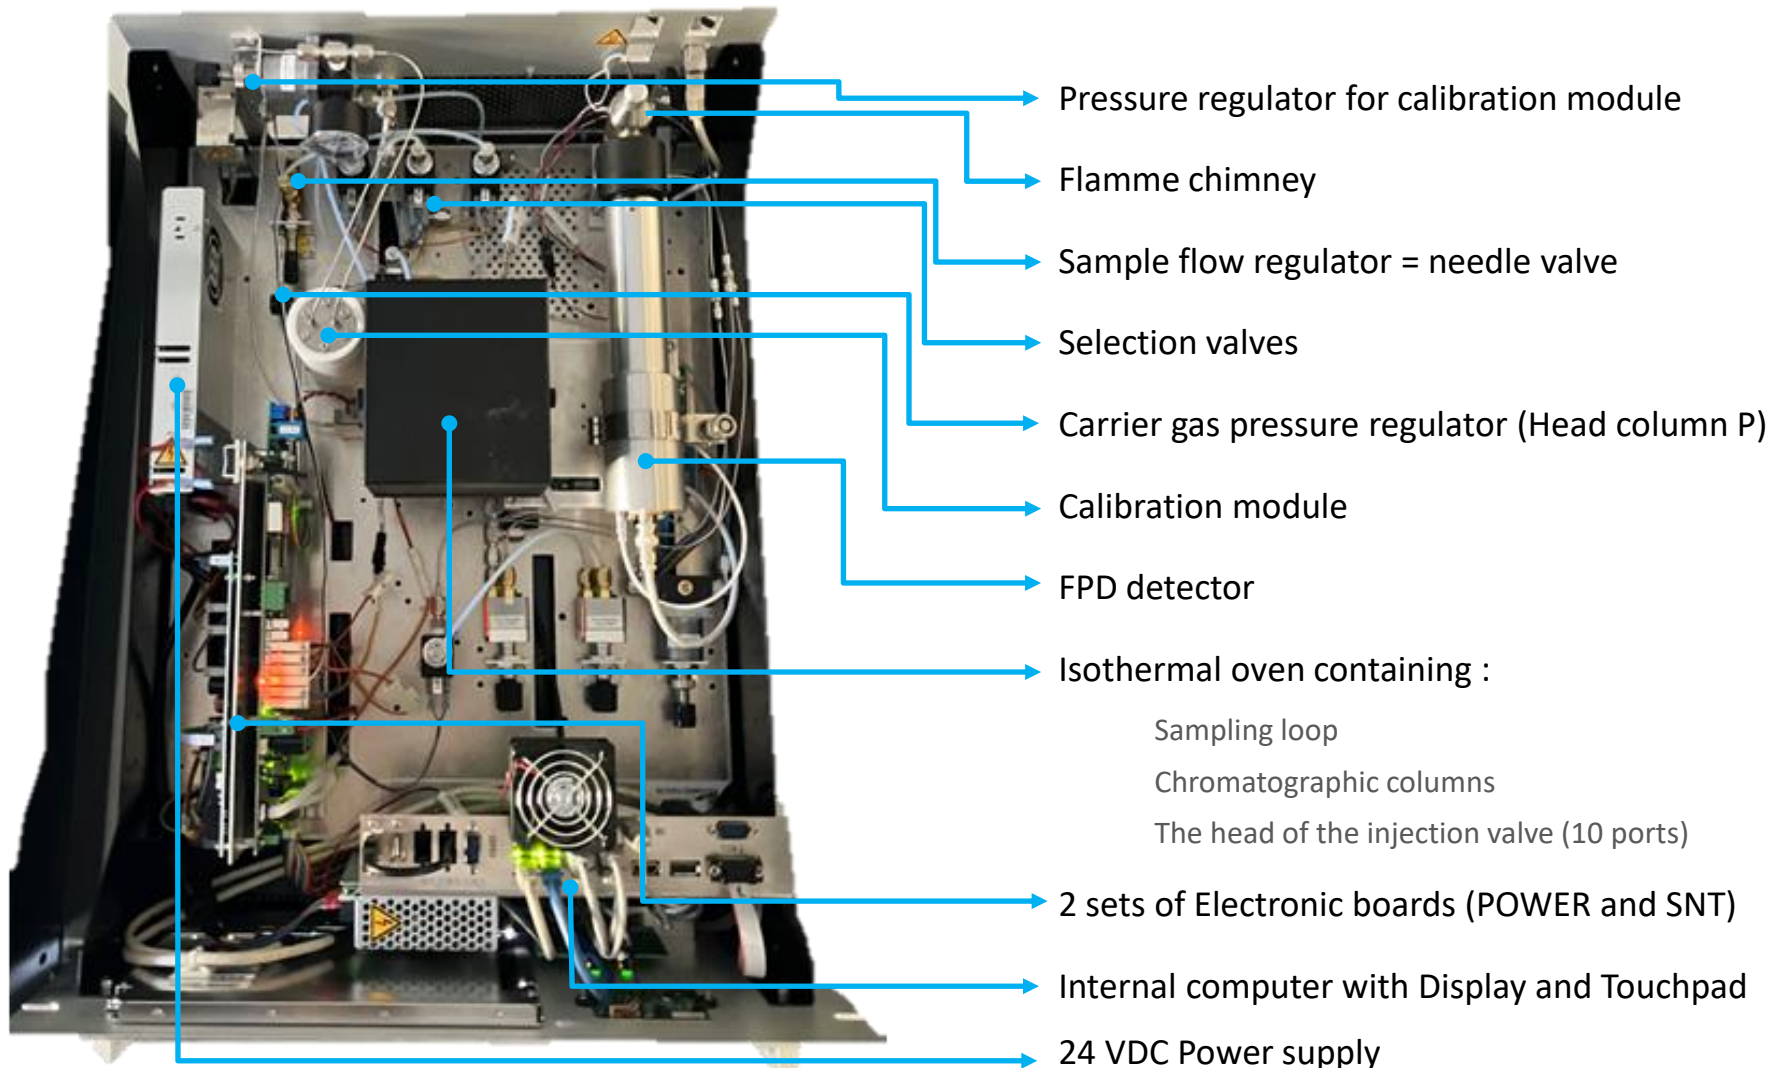 Pressure regulator for calibration module
Flamme chimney
Sample flow regulator = needle valve
Selection valves
Carrier gas pressure regulator (Head column P)
Calibration module
FPD detector
Isothermal oven containing :
Sampling loop
Chromatographic columns
The head of the injection valve (10 ports)
2 sets of Electronic boards (POWER and SNT)
Internal computer with Display and Touchpad
24 VDC Power supply